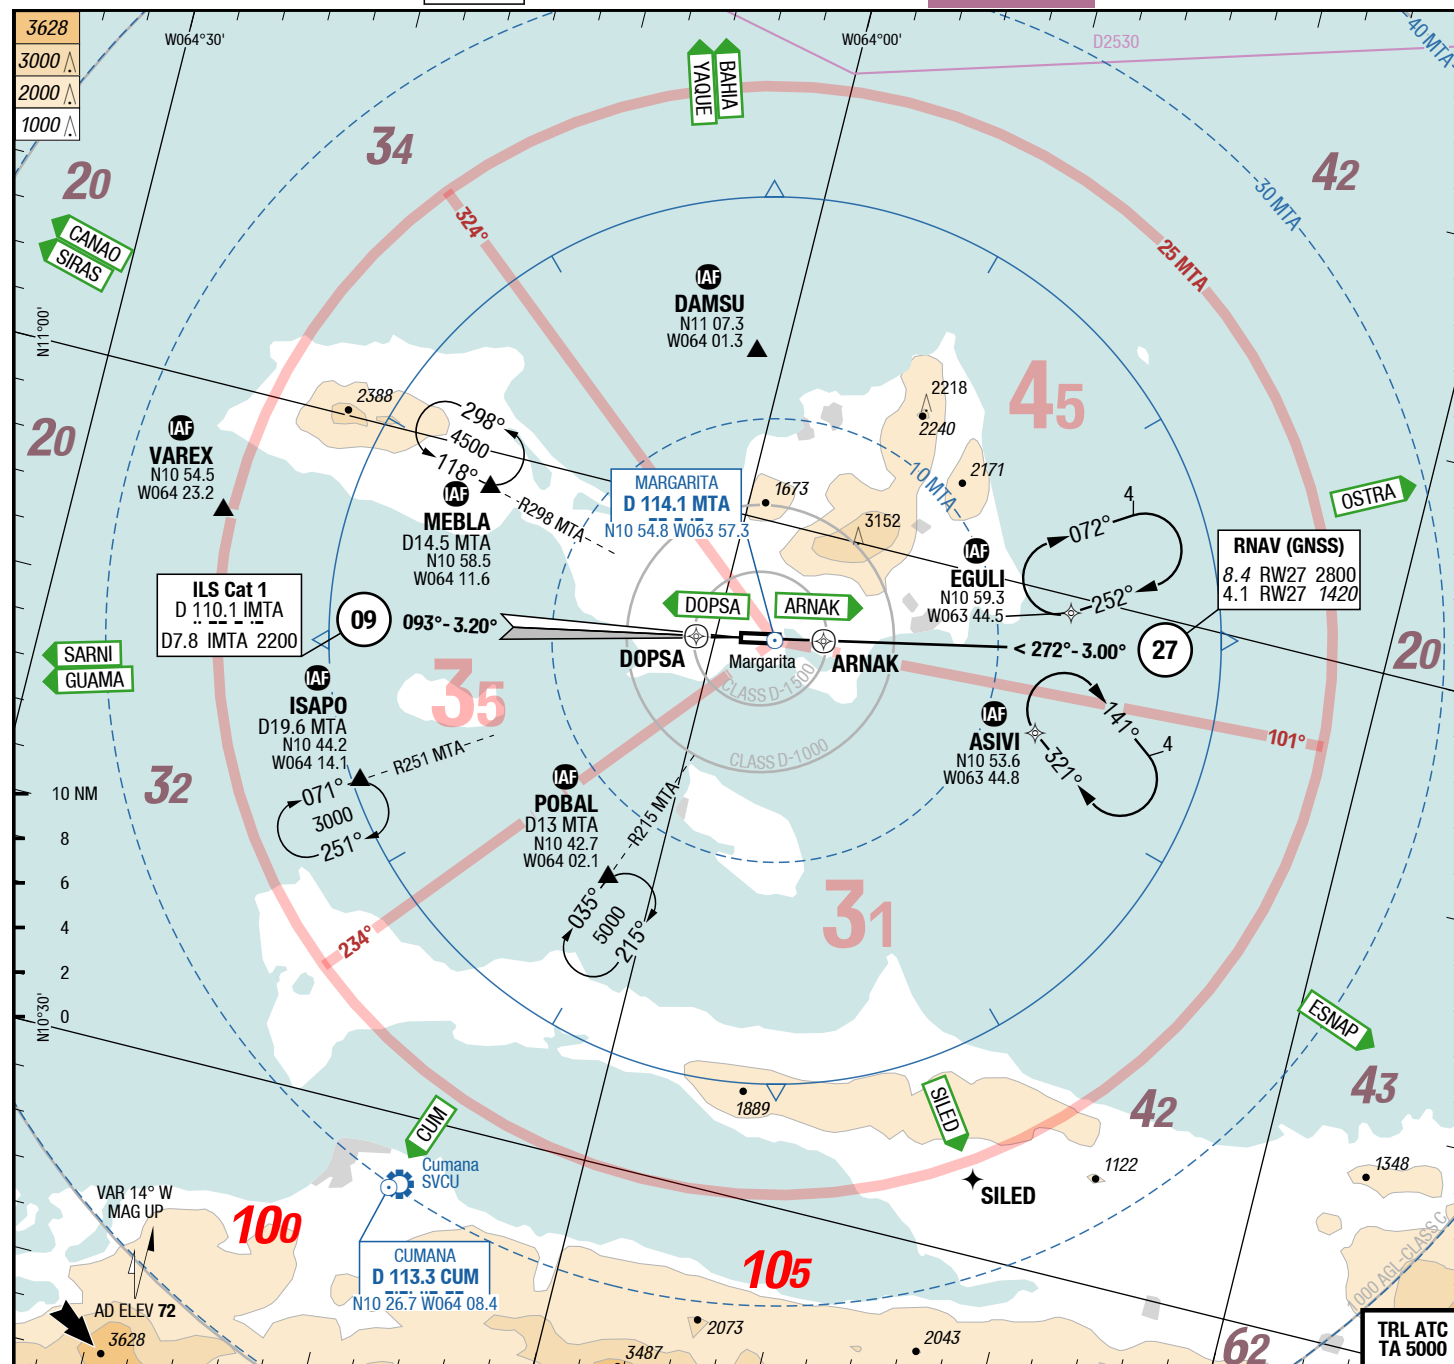 3628
3000
2000
1000
W064°30'
W064°00'
D2530
40 MTA
30 MTA
25 MTA
10 MTA
YAQUE
BAHIA
34
42
20
CANAO
SIRAS
324°
N11°00'
IAF
DAMSU
N11 07.3
W064 01.3
45
2388
2218
2240
2171
20
IAF
VAREX
N10 54.5
W064 23.2
298°
4500
118°
IAF
MEBLA
D14.5 MTA
N10 58.5
W064 11.6
R298 MTA
MARGARITA
D 114.1 MTA
N10 54.8 W063 57.3
1673
3152
OSTRA
4
072°
252°
IAF
EGULI
N10 59.3
W063 44.5
RNAV (GNSS)
8.4 RW27 2800
4.1 RW27 1420
ILS Cat 1
D 110.1 IMTA
D7.8 IMTA 2200
09
093°- 3.20°
DOPSA
ARNAK
DOPSA
Margarita
ARNAK
< 272°- 3.00°
27
CLASS D-1500
CLASS D-1000
SARNI
GUAMA
20
35
IAF
ISAPO
D19.6 MTA
N10 44.2
W064 14.1
R251 MTA
071°
3000
251°
32
IAF
ASIVI
N10 53.6
W063 44.8
141°
4
321°
101°
IAF
POBAL
D13 MTA
N10 42.7
W064 02.1
R215 MTA
035°
5000
215°
31
234°
10 NM
8
6
4
2
0
N10°30'
ESNAP
43
1889
SILED
42
CUM
Cumana
SVCU
SILED
1122
1348
VAR 14° W
MAG UP
100
CUMANA
D 113.3 CUM
N10 26.7 W064 08.4
105
1000 AGL-CLASS C
AD ELEV 72
3628
2073
3487
2043
62
TRL ATC
TA 5000